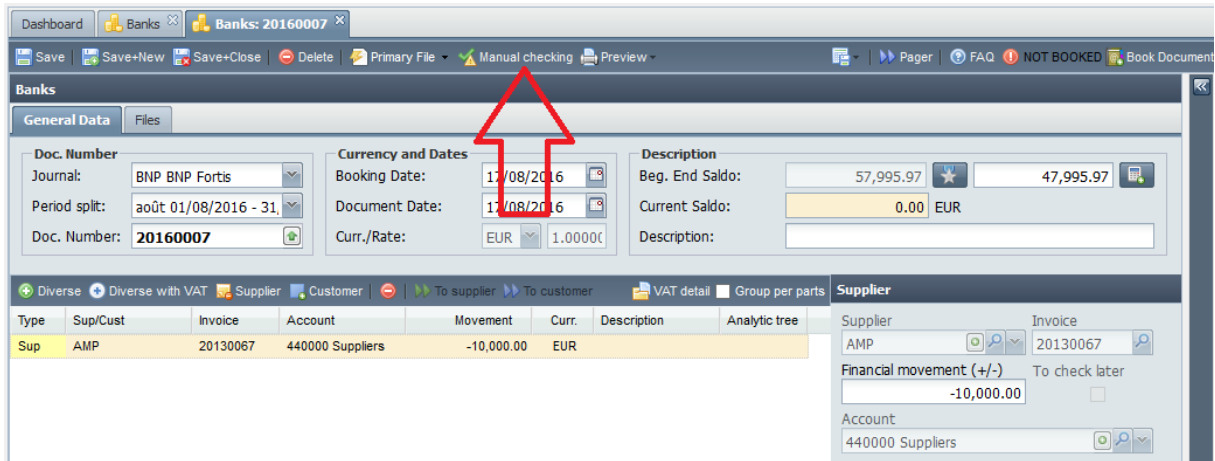 Dashboard Banks Banks: 20160007
Save Save+New Save+Close Delete Primary File Manual checking Preview Pager FAQ NOT BOOKED Book Document
Banks
General Data Files
Doc. Number Currency and Dates Description
Journal: BNP BNP Fortis Booking Date: 17/08/2016 Beg. End Saldo: 57,995.97 47,995.97
Period split: août 01/08/2016 - 31, Document Date: 17/08/2016 Current Saldo: 0.00 EUR
Doc. Number: 20160007 Curr./Rate: EUR 1.0000 Description:
Diverse Diverse with VAT Supplier Customer To supplier To customer VAT detail Group per parts Supplier
Type Sup/Cust Invoice Account Movement Curr. Description Analytic tree Supplier Invoice
Sup AMP 20130067 440000 Suppliers -10,000.00 EUR AMP 20130067
Financial movement (+/-) To check later
-10,000.00
Account
440000 Suppliers